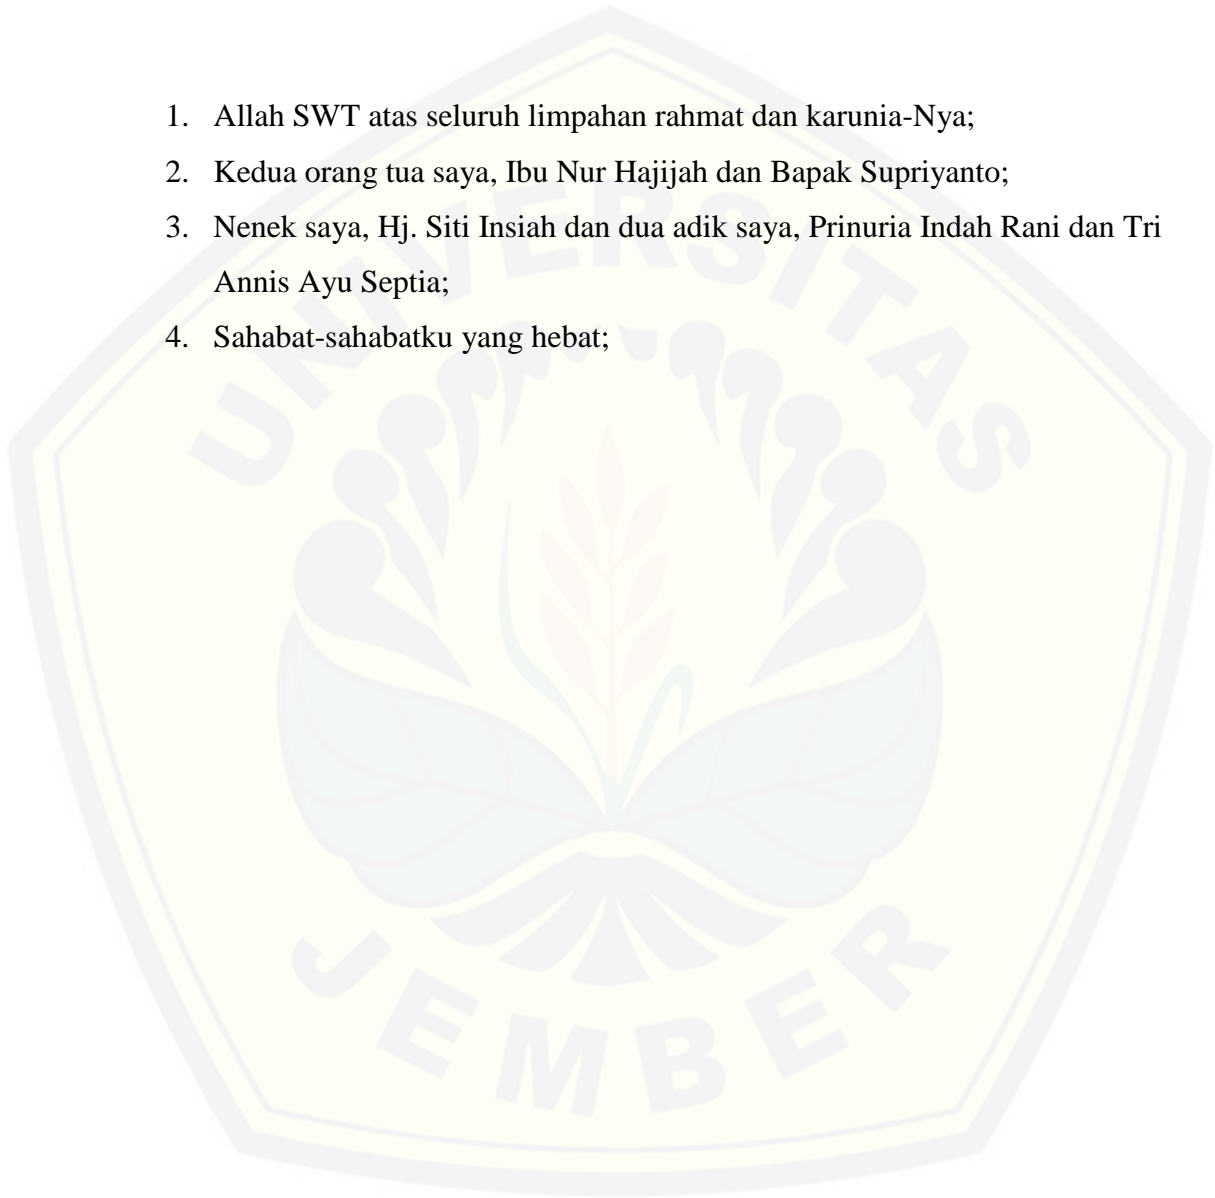 1. Allah SWT atas seluruh limpahan rahmat dan karunia-Nya;
2. Kedua orang tua saya, Ibu Nur Hajijah dan Bapak Supriyanto;
3. Nenek saya, Hj. Siti Insiah dan dua adik saya, Prinuria Indah Rani dan Tri
Annis Ayu Septia;
4. Sahabat-sahabatku yang hebat;
UNIVERSITAS
JEMBER